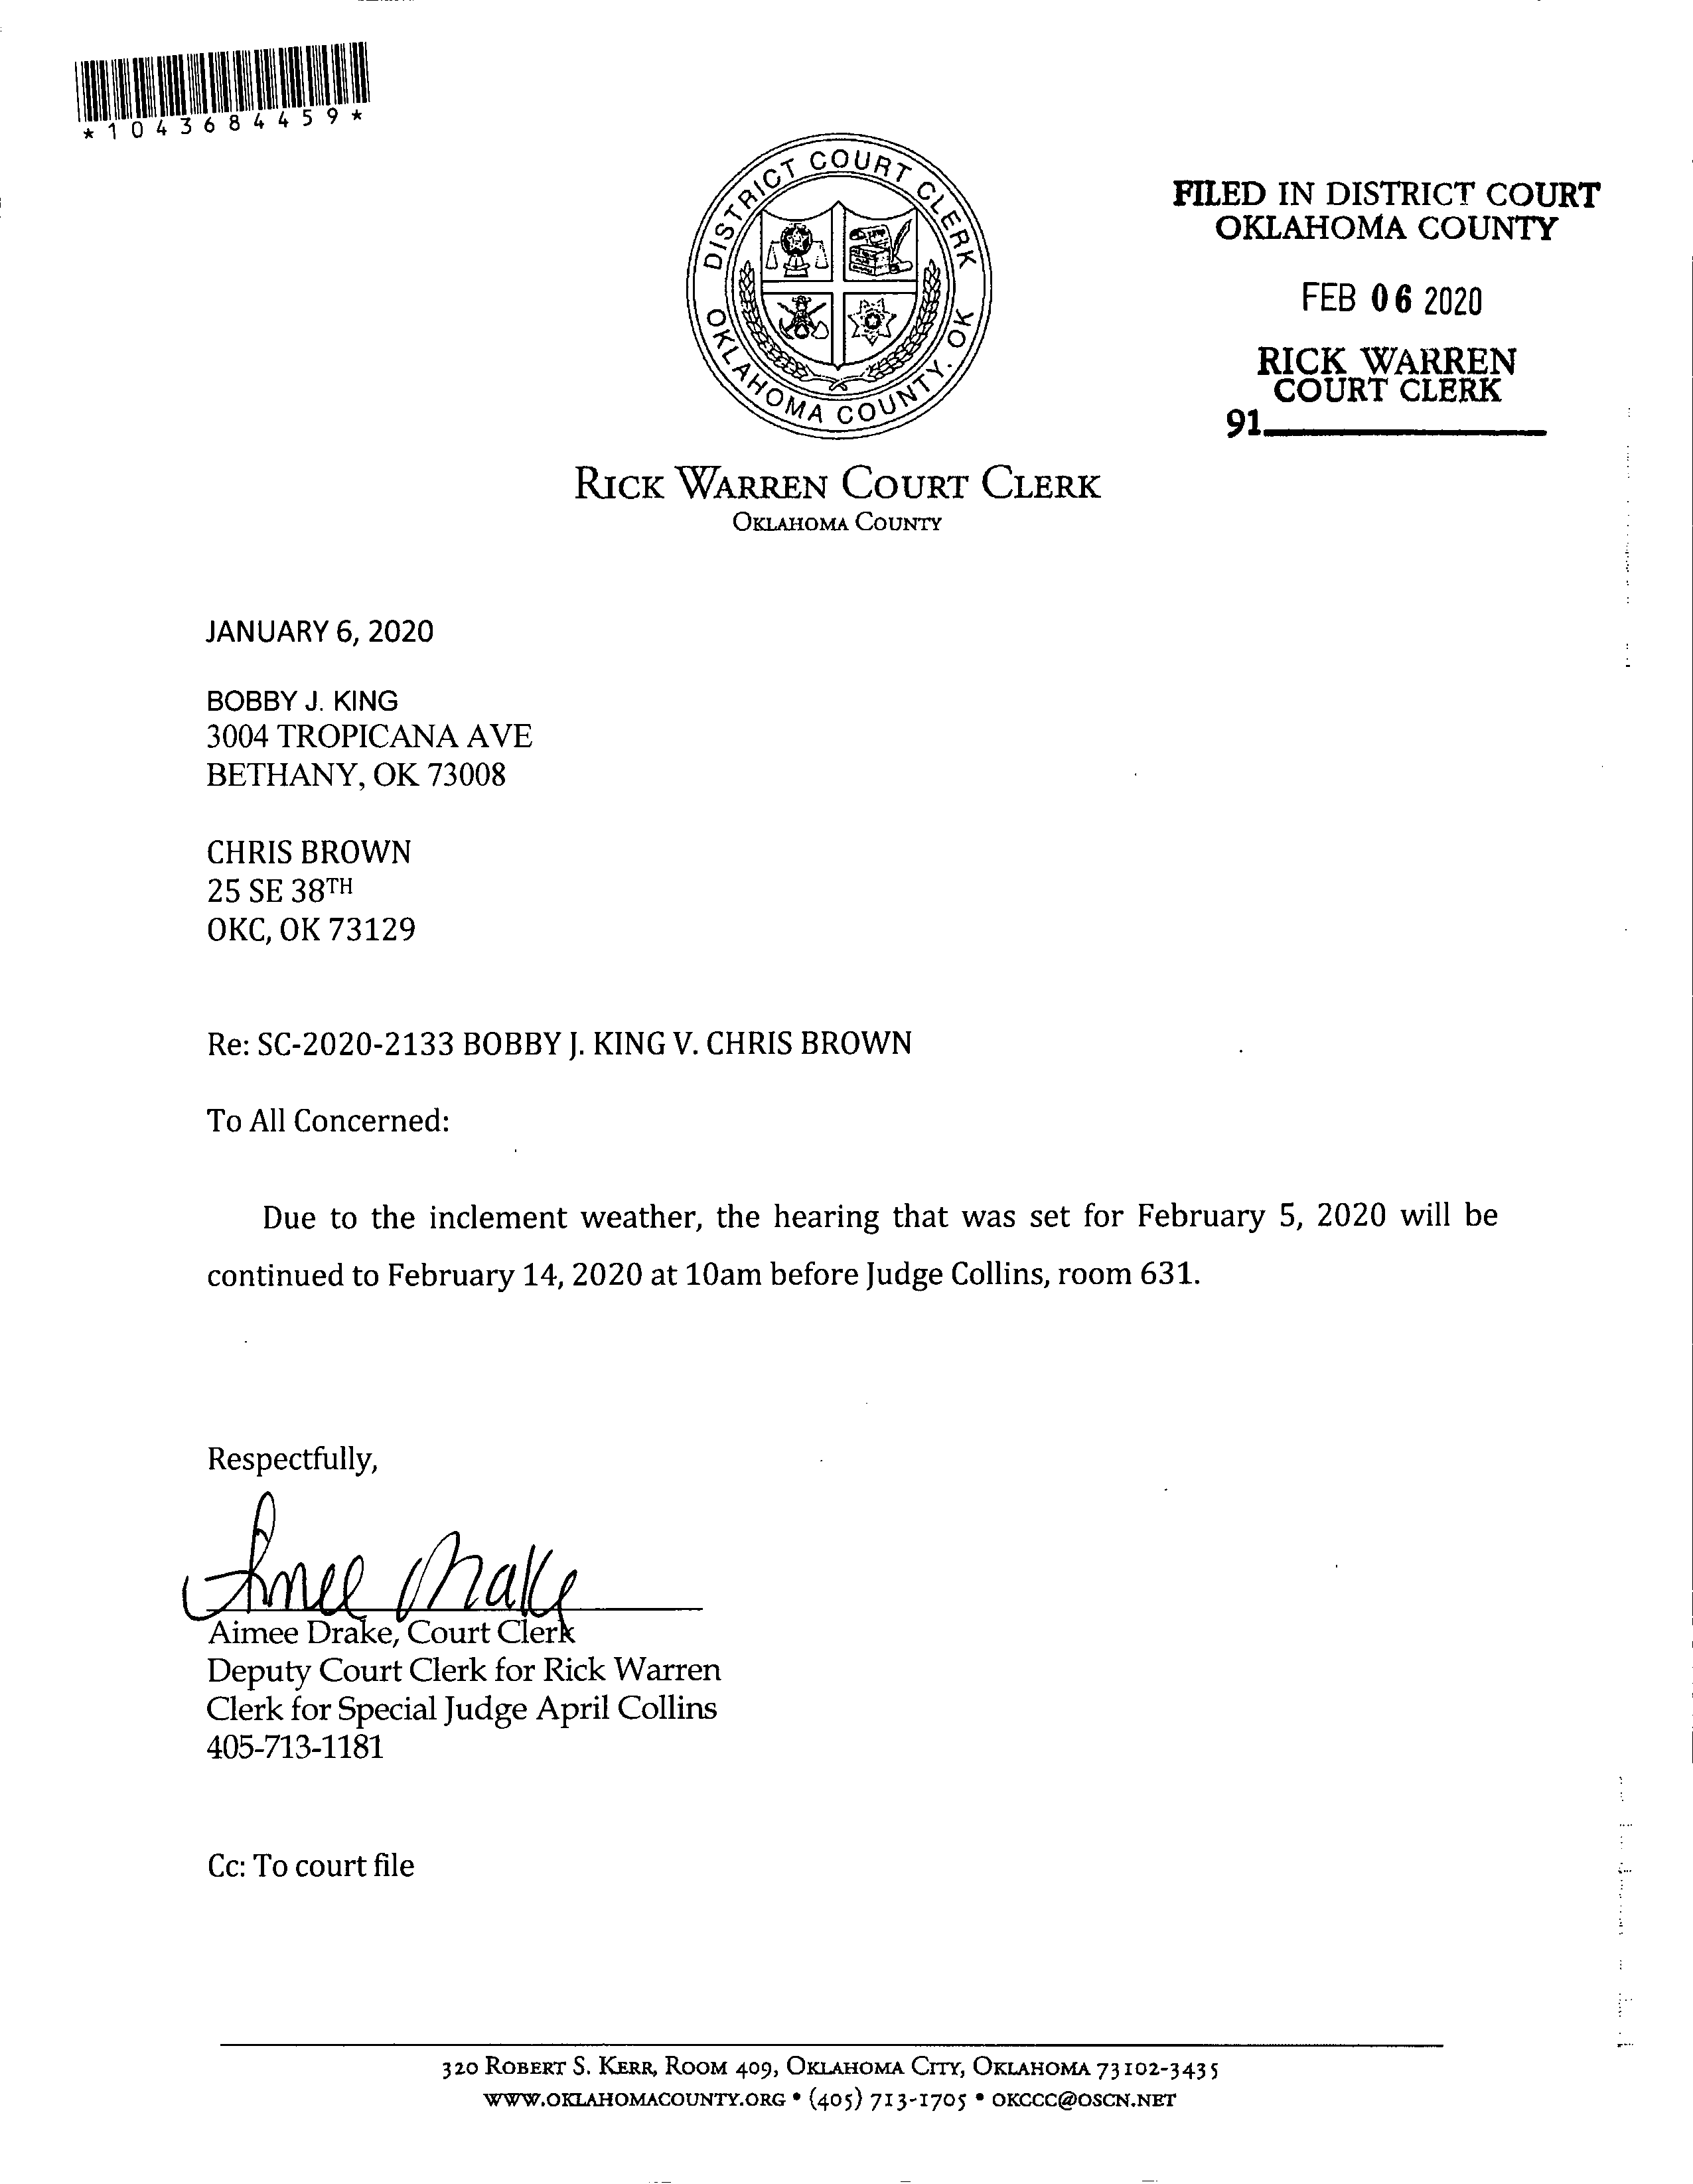 *1043684459*
DISTRICT COURT CLERK
OKLAHOMA COUNTY, OK
FILED IN DISTRICT COURT
OKLAHOMA COUNTY
FEB 06 2020
RICK WARREN
COURT CLERK
91
RICK WARREN COURT CLERK
OKLAHOMA COUNTY
JANUARY 6, 2020
BOBBY J. KING
3004 TROPICANA AVE
BETHANY, OK 73008
CHRIS BROWN
25 SE 38TH
OKC, OK 73129
Re: SC-2020-2133 BOBBY J. KING V. CHRIS BROWN
To All Concerned:
Due to the inclement weather, the hearing that was set for February 5, 2020 will be
continued to February 14, 2020 at 10am before Judge Collins, room 631.
Respectfully,
Aimee Drake
Aimee Drake, Court Clerk
Deputy Court Clerk for Rick Warren
Clerk for Special Judge April Collins
405-713-1181
Cc: To court file
320 ROBERT S. KERR, ROOM 409, OKLAHOMA CITY, OKLAHOMA 73102-3435
WWW.OKLAHOMACOUNTY.ORG • (405) 713-1705 • OKCCC@OSCN.NET